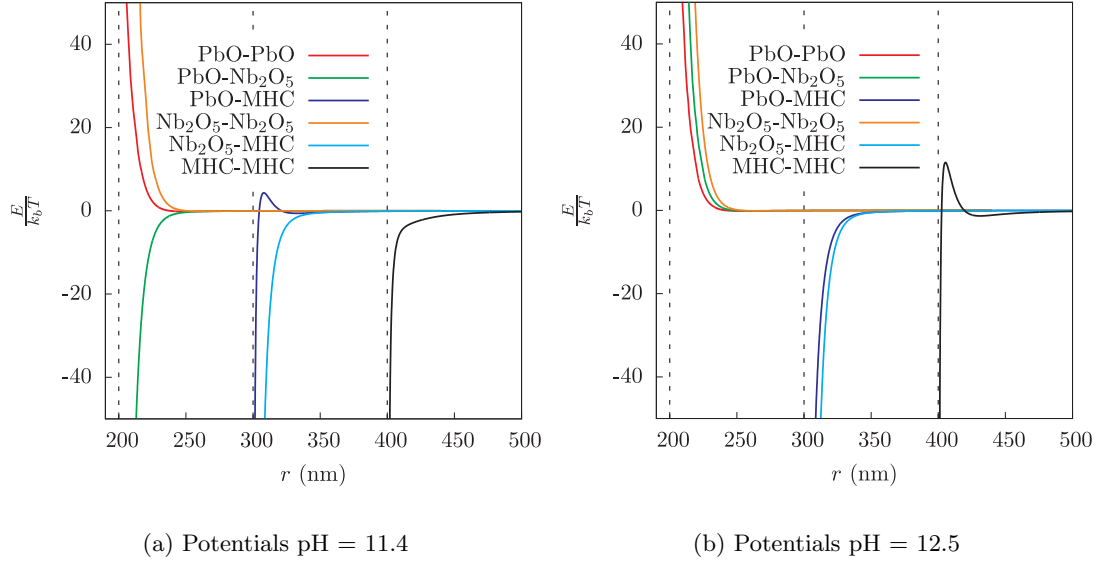 40
20
0
-20
-40
E
k_bT
PbO-PbO
PbO-Nb₂O₅
PbO-MHC
Nb₂O₅-Nb₂O₅
Nb₂O₅-MHC
MHC-MHC
200 250 300 350 400 450 500
r (nm)
(a) Potentials pH = 11.4
40
20
0
-20
-40
E
k_bT
PbO-PbO
PbO-Nb₂O₅
PbO-MHC
Nb₂O₅-Nb₂O₅
Nb₂O₅-MHC
MHC-MHC
200 250 300 350 400 450 500
r (nm)
(b) Potentials pH = 12.5